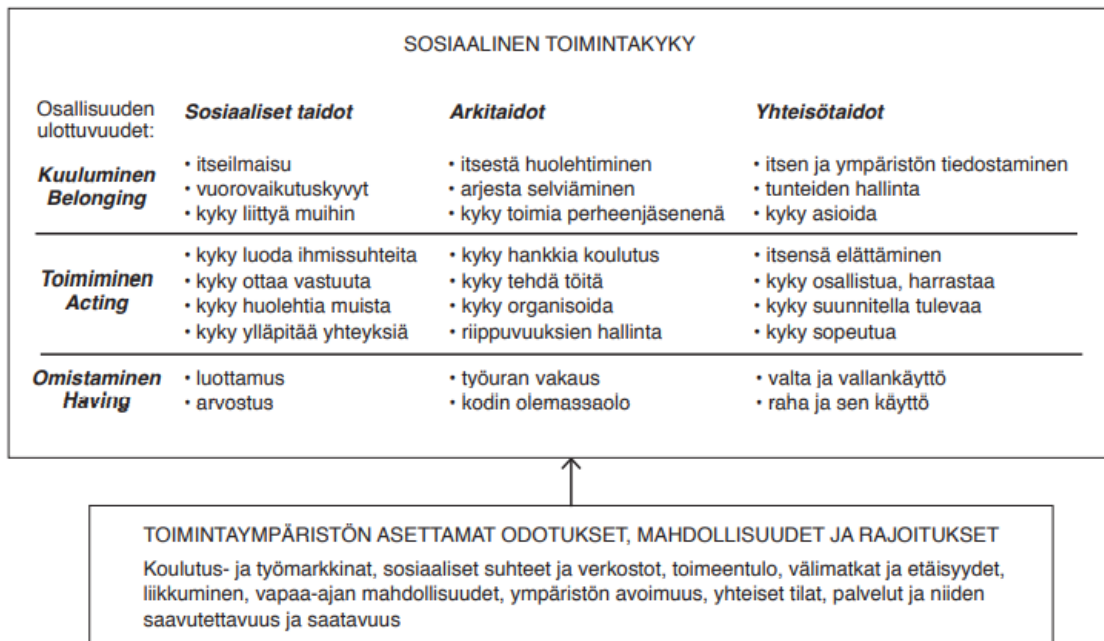 SOSIAALINEN TOIMINTAKYKY
Osallisuuden ulottuvuudet:
Sosiaaliset taidot
Arkitaidot
Yhteisötaidot
Kuuluminen
Belonging
• itseilmaisu
• vuorovaikutuskyvyt
• kyky liittyä muihin
• itsestä huolehtiminen
• arjesta selviäminen
• kyky toimia perheenjäsenenä
• itsen ja ympäristön tiedostaminen
• tunteiden hallinta
• kyky asioida
Toimiminen
Acting
• kyky luoda ihmissuhteita
• kyky ottaa vastuuta
• kyky huolehtia muista
• kyky ylläpitää yhteyksiä
• kyky hankkia koulutus
• kyky tehdä töitä
• kyky organisoida
• riippuvuuksien hallinta
• itsensä elättäminen
• kyky osallistua, harrastaa
• kyky suunnitella tulevaa
• kyky sopeutua
Omistaminen
Having
• luottamus
• arvostus
• työuran vakaus
• kodin olemassaolo
• valta ja vallankäyttö
• raha ja sen käyttö
TOIMINTAYMPÄRISTÖN ASETTAMAT ODOTUKSET, MAHDOLLISUUDET JA RAJOITUKSET
Koulutus- ja työmarkkinat, sosiaaliset suhteet ja verkostot, toimeentulo, välimatkat ja etäisyydet,
liikkuminen, vapaa-ajan mahdollisuudet, ympäristön avoimuus, yhteiset tilat, palvelut ja niiden
saavutettavuus ja saatavuus